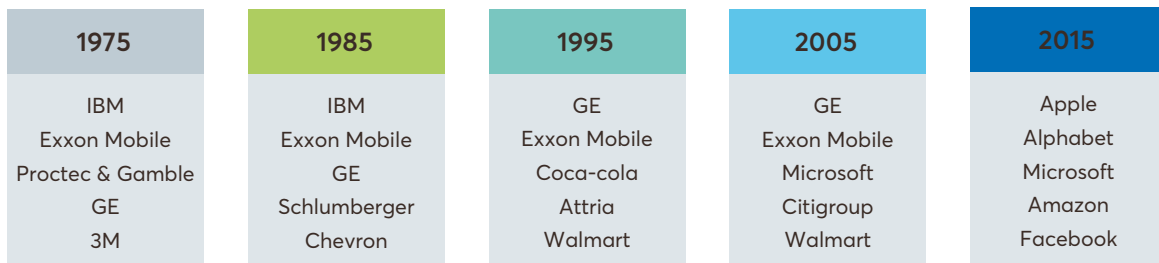 1975
IBM
Exxon Mobile
Proctec & Gamble
GE
3M
1985
IBM
Exxon Mobile
GE
Schlumberger
Chevron
1995
GE
Exxon Mobile
Coca-cola
Attria
Walmart
2005
GE
Exxon Mobile
Microsoft
Citigroup
Walmart
2015
Apple
Alphabet
Microsoft
Amazon
Facebook